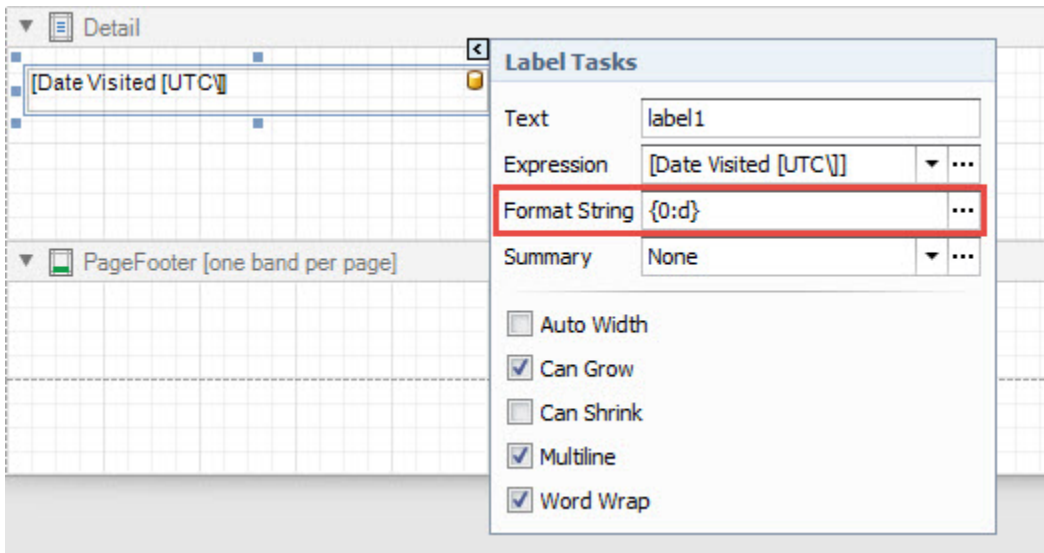 Detail
[Date Visited [UTC\]]
Label Tasks
Text label1
Expression [Date Visited [UTC\]]
Format String {0:d}
Summary None
PageFooter [one band per page]
Auto Width
Can Grow
Can Shrink
Multiline
Word Wrap